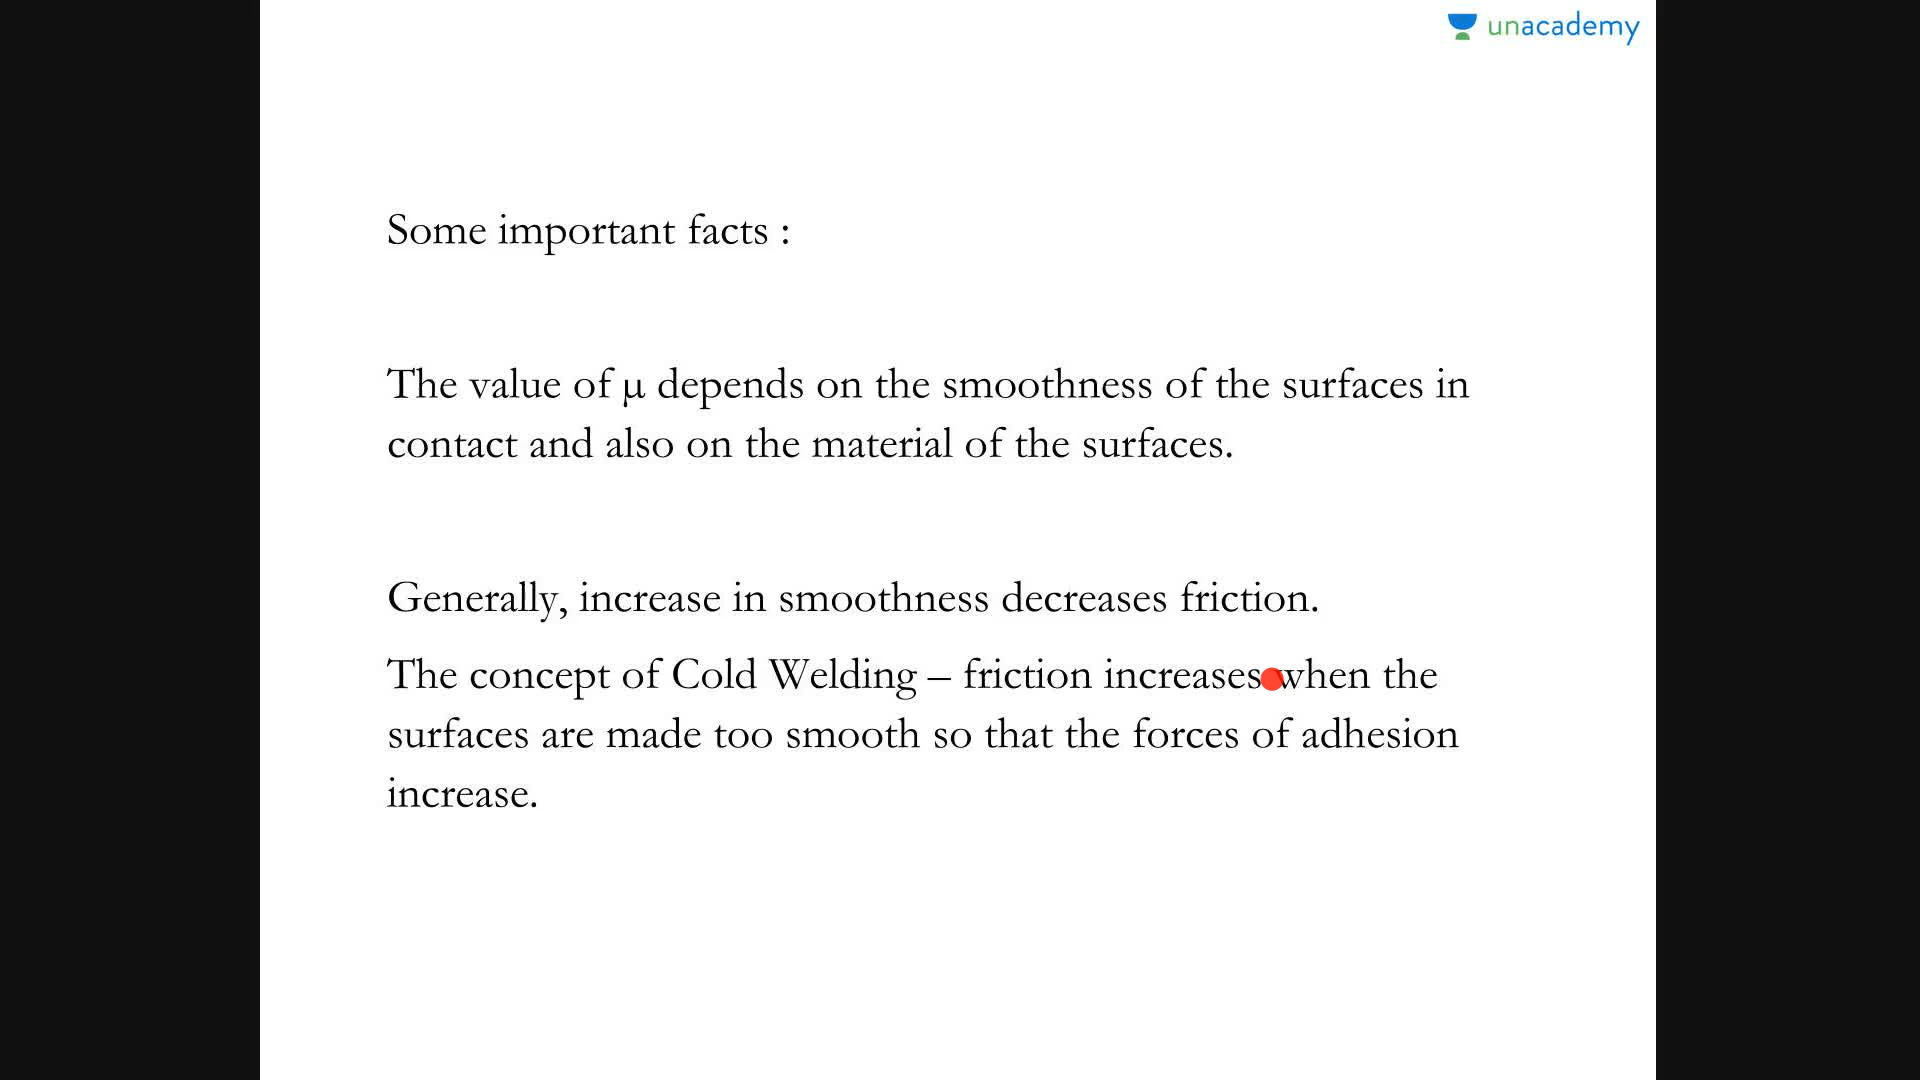 unacademy
Some important facts :
The value of μ depends on the smoothness of the surfaces in
contact and also on the material of the surfaces.
Generally, increase in smoothness decreases friction.
The concept of Cold Welding – friction increases when the
surfaces are made too smooth so that the forces of adhesion
increase.